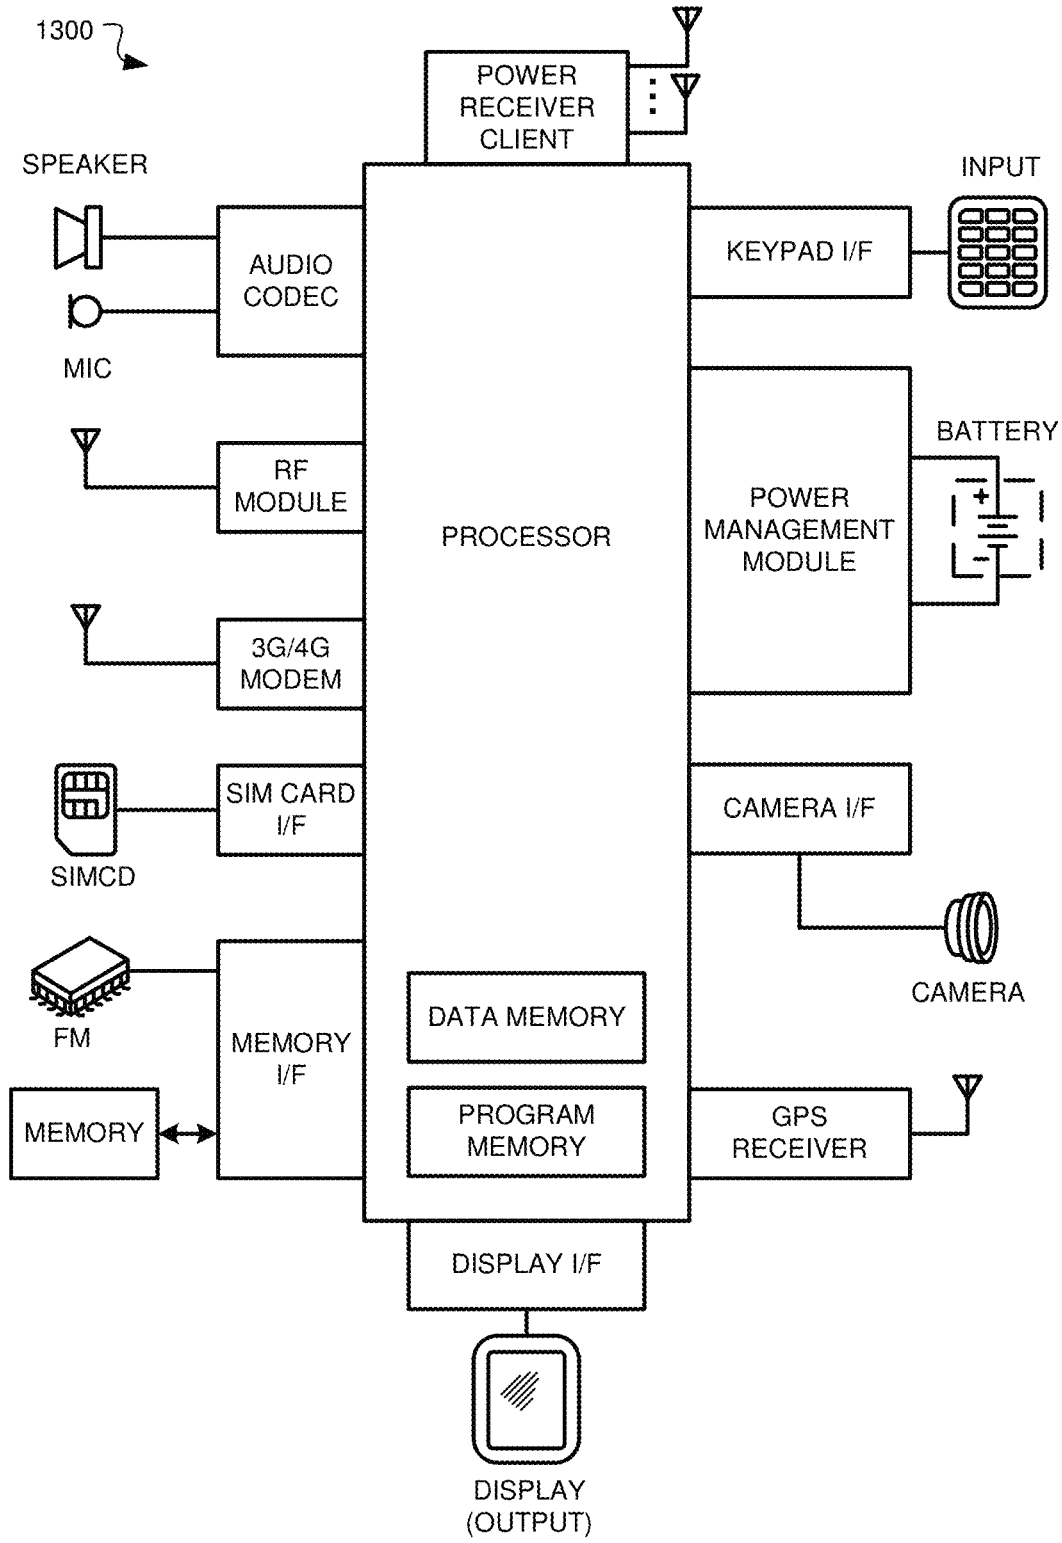 1300
POWER
RECEIVER
CLIENT
SPEAKER
INPUT
AUDIO
CODEC
KEYPAD I/F
MIC
BATTERY
RF
MODULE
PROCESSOR
POWER
MANAGEMENT
MODULE
+
-
3G/4G
MODEM
SIM CARD
I/F
SIMCD
CAMERA I/F
CAMERA
FM
MEMORY
I/F
DATA MEMORY
MEMORY
PROGRAM
MEMORY
GPS
RECEIVER
DISPLAY I/F
DISPLAY
(OUTPUT)